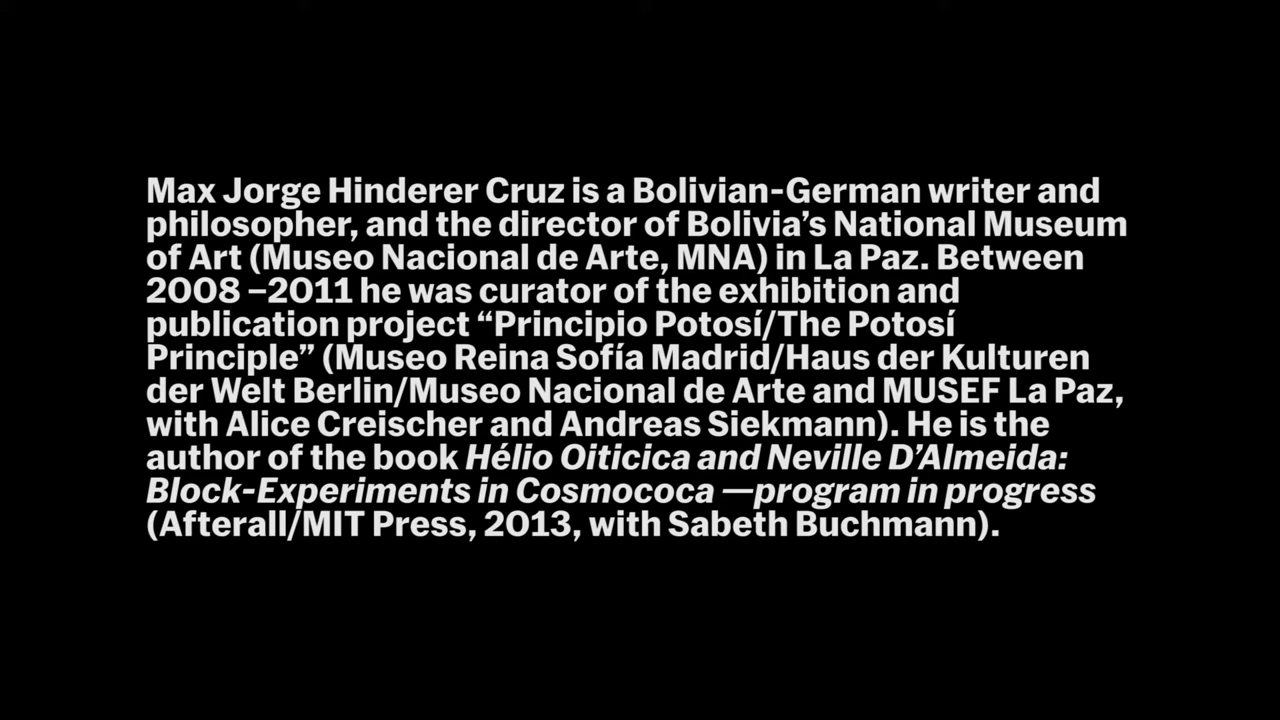 Max Jorge Hinderer Cruz is a Bolivian-German writer and
philosopher, and the director of Bolivia’s National Museum
of Art (Museo Nacional de Arte, MNA) in La Paz. Between
2008 –2011 he was curator of the exhibition and
publication project “Principio Potosí/The Potosí
Principle” (Museo Reina Sofía Madrid/Haus der Kulturen
der Welt Berlin/Museo Nacional de Arte and MUSEF La Paz,
with Alice Creischer and Andreas Siekmann). He is the
author of the book Hélio Oiticica and Neville D’Almeida:
Block-Experiments in Cosmococa —program in progress
(Afterall/MIT Press, 2013, with Sabeth Buchmann).